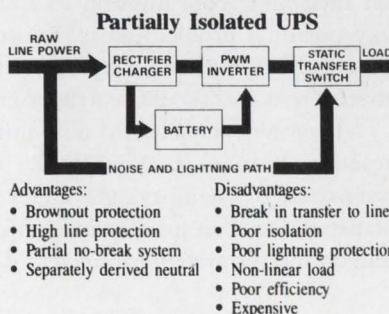 Partially Isolated UPS
RAW
LINE POWER
RECTIFIER
CHARGER
PWM
INVERTER
STATIC
TRANSFER
SWITCH
LOAD
BATTERY
NOISE AND LIGHTNING PATH
Advantages:
• Brownout protection
• High line protection
• Partial no-break system
• Separately derived neutral
Disadvantages:
• Break in transfer to line
• Poor isolation
• Poor lightning protection
• Non-linear load
• Poor efficiency
• Expensive